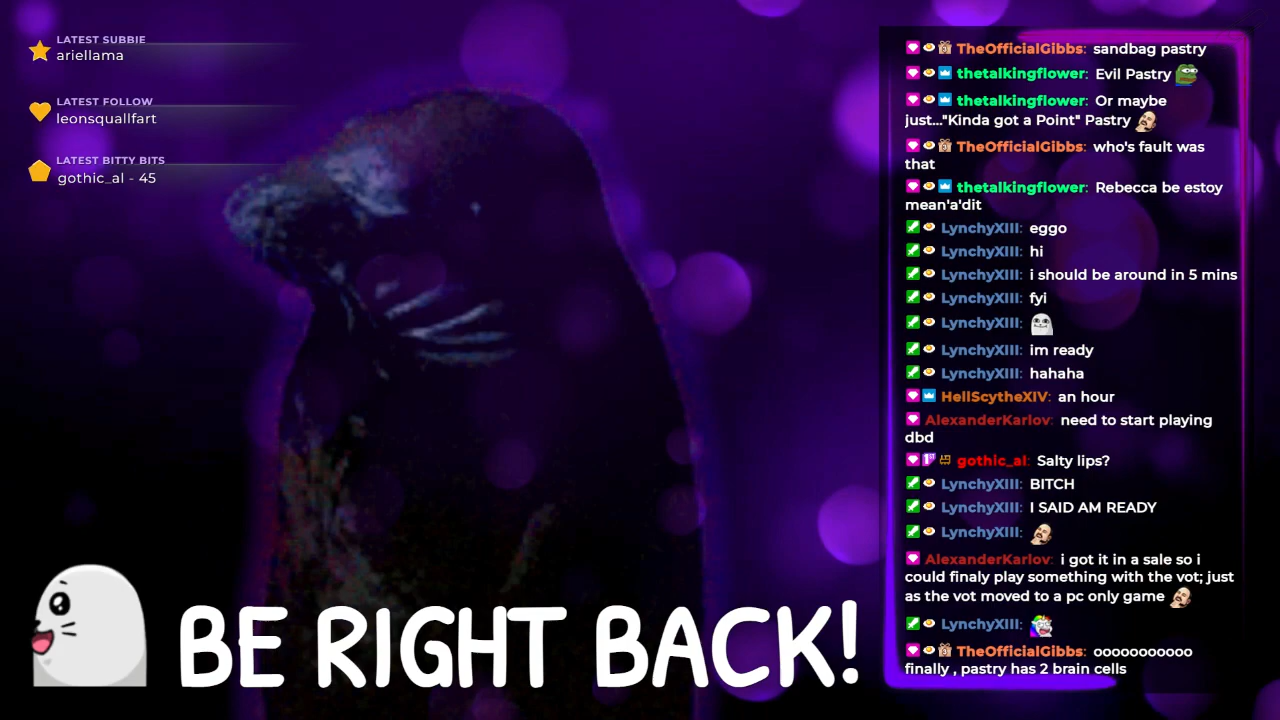 LATEST SUBBIE
ariellama
LATEST FOLLOW
leonsquallfart
LATEST BITTY BITS
gothic_al - 45
BE RIGHT BACK!
TheOfficialGibbs: sandbag pastry
thetalkingflower: Evil Pastry
thetalkingflower: Or maybe
just..."Kinda got a Point" Pastry
TheOfficialGibbs: who's fault was
that
thetalkingflower: Rebecca be estoy
mean'a'dit
LynchyXIII: eggo
LynchyXIII: hi
LynchyXIII: i should be around in 5 mins
LynchyXIII: fyi
LynchyXIII:
LynchyXIII: im ready
LynchyXIII: hahaha
HellScytheXIV: an hour
AlexanderKarlov: need to start playing
dbd
gothic_al: Salty lips?
LynchyXIII: BITCH
LynchyXIII: I SAID AM READY
LynchyXIII:
AlexanderKarlov: i got it in a sale so i
could finaly play something with the vot; just
as the vot moved to a pc only game
LynchyXIII:
TheOfficialGibbs: ooooooooooo
finally , pastry has 2 brain cells